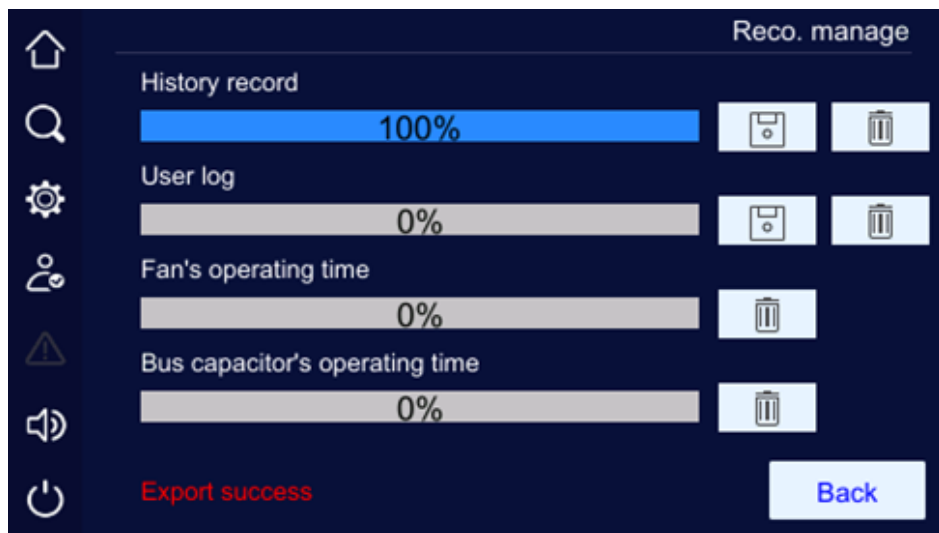 Reco. manage
History record
100%
User log
0%
Fan's operating time
0%
Bus capacitor's operating time
0%
Export success
Back